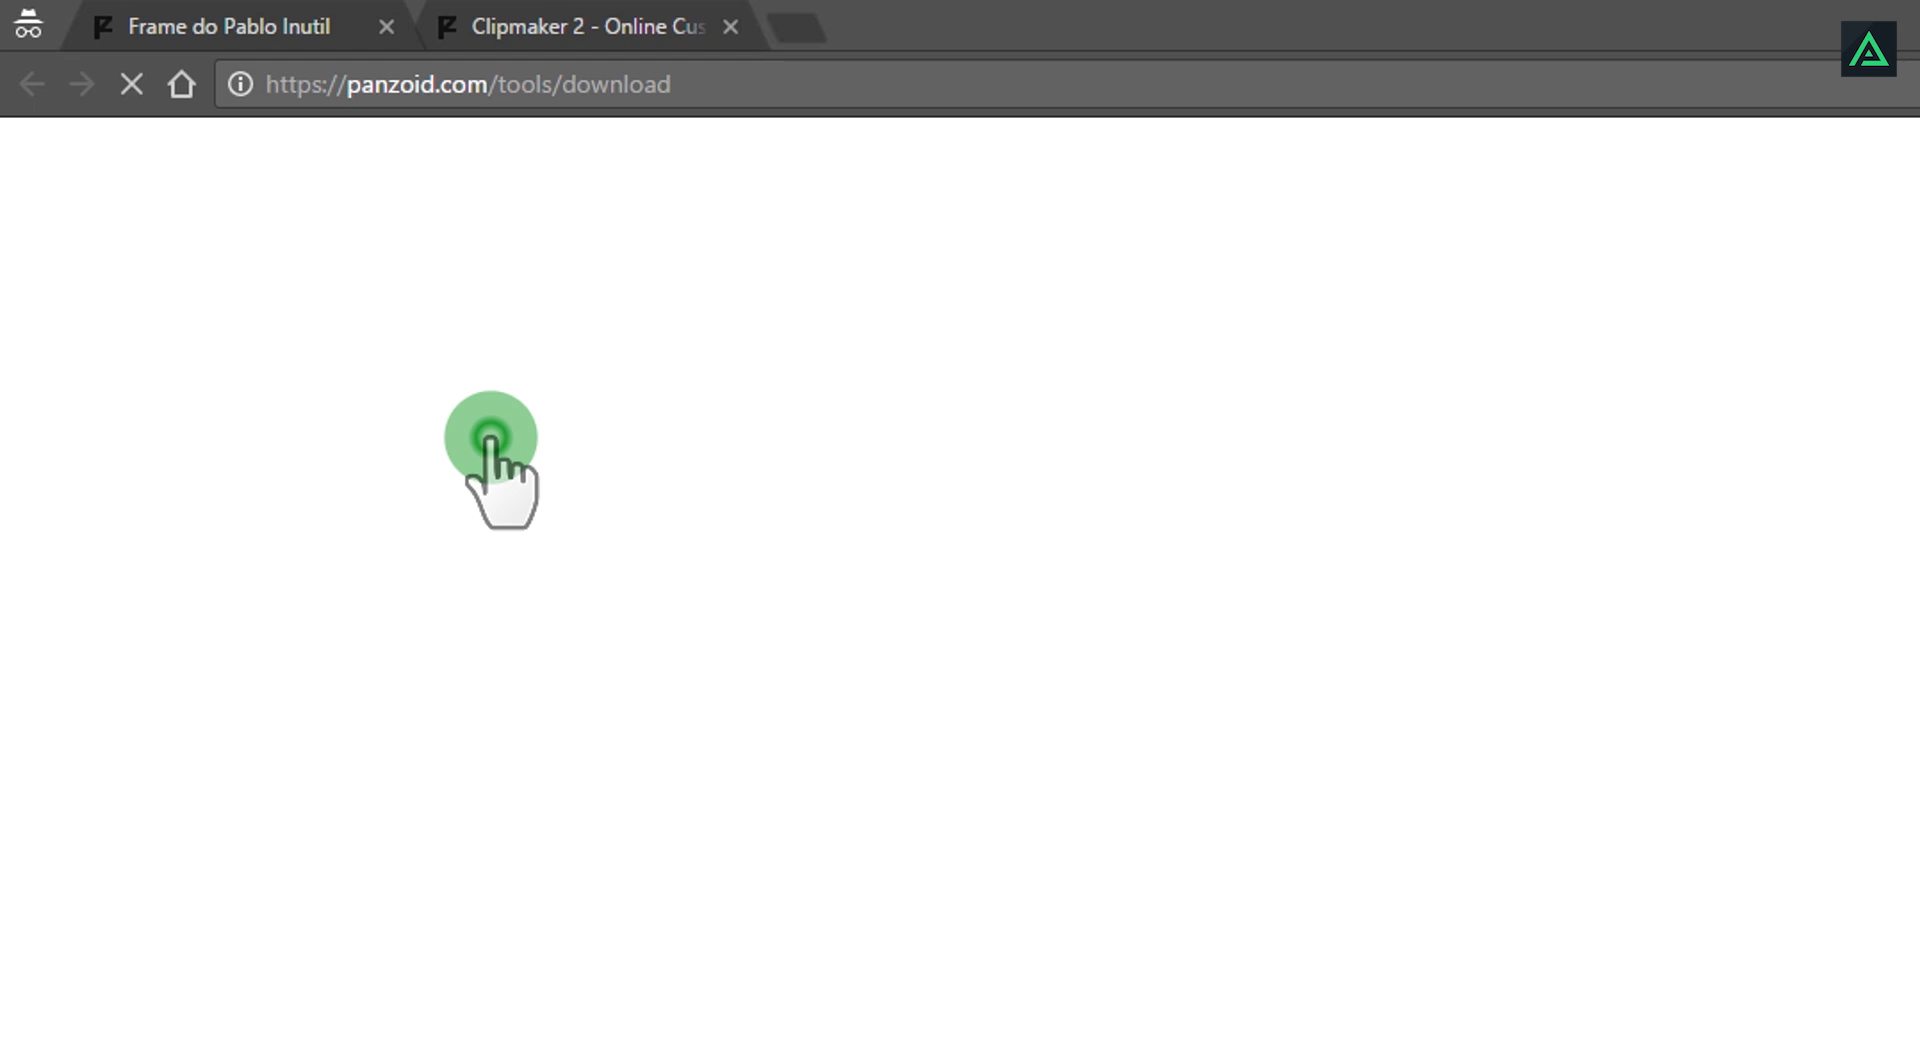 Frame do Pablo Inutil
Clipmaker 2 - Online Cus
https://panzoid.com/tools/download